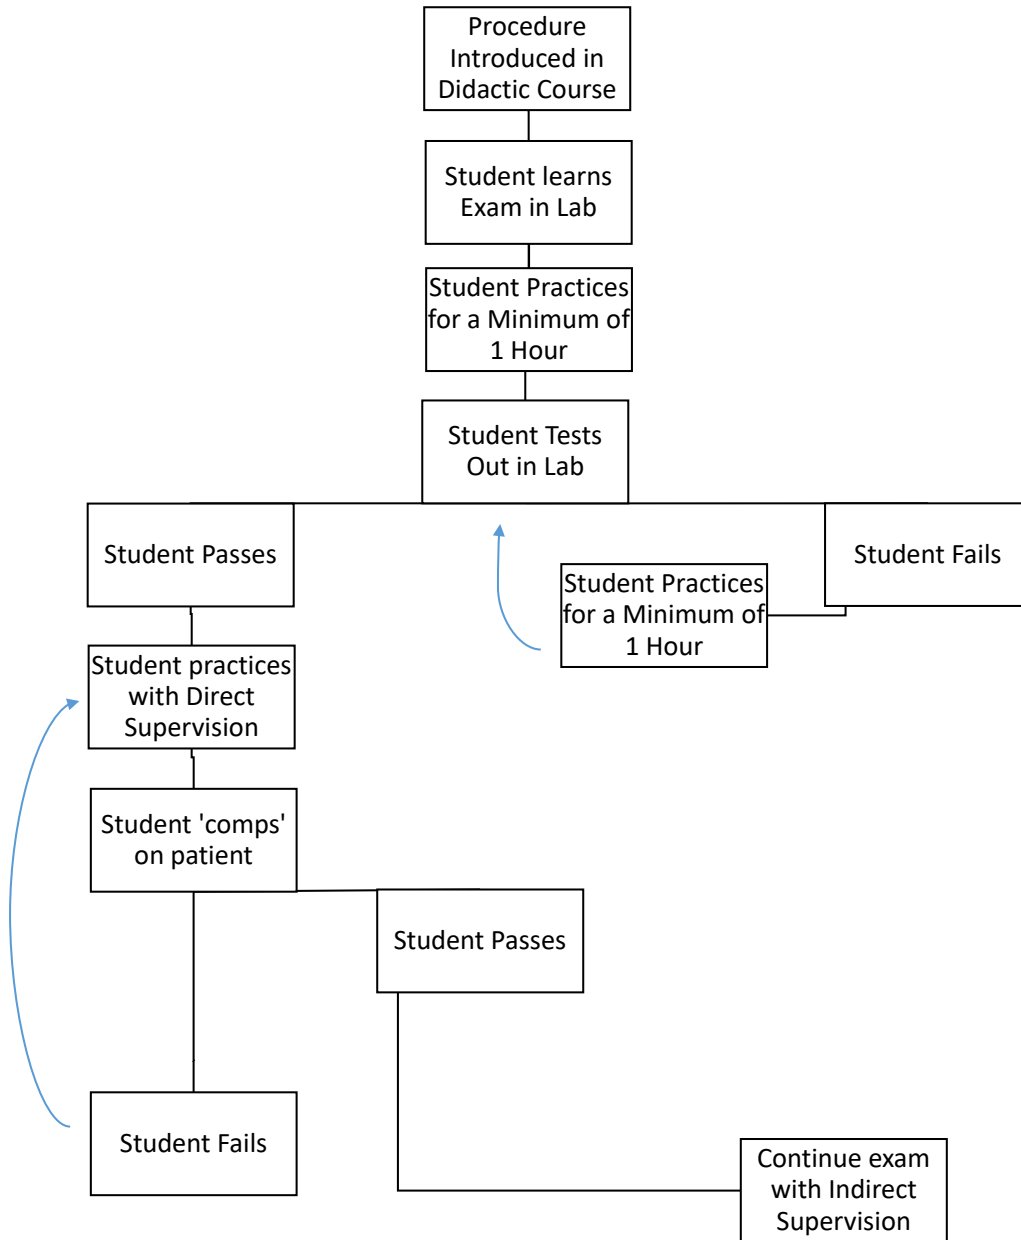 Procedure
Introduced in
Didactic Course
Student learns
Exam in Lab
Student Practices
for a Minimum of
1 Hour
Student Tests
Out in Lab
Student Passes
Student Fails
Student Practices
for a Minimum of
1 Hour
Student practices
with Direct
Supervision
Student 'comps'
on patient
Student Passes
Student Fails
Continue exam
with Indirect
Supervision